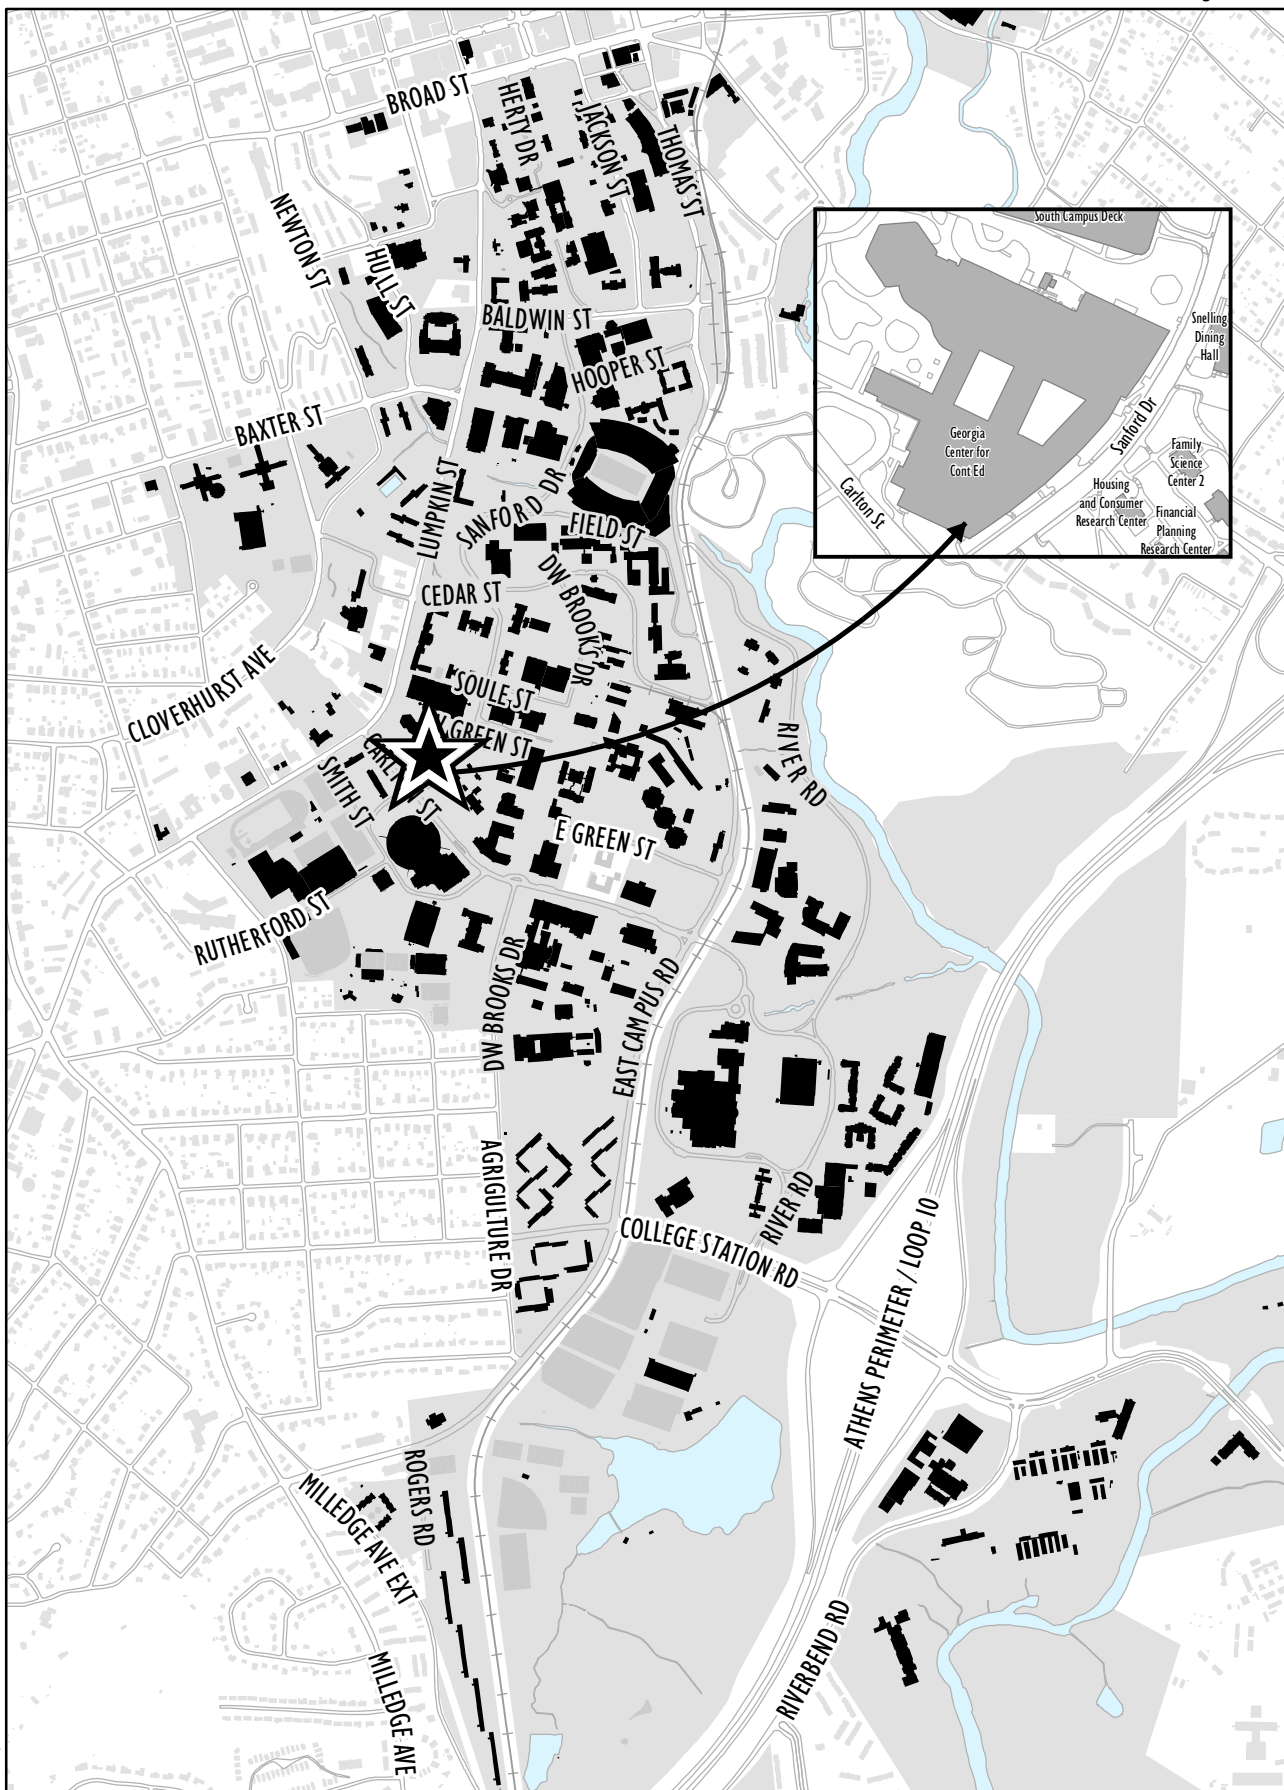 BROAD ST
HERTY DR
JACKSON ST
THOMAS ST
NEWTON ST
HULL ST
BALDWIN ST
HOOPER ST
BAXTER ST
LUMPKIN ST
SANFORD DR
FIELD ST
CEDAR ST
DW BROOKS DR
CLOVERHURST AVE
SOULE ST
GREEN ST
SMITH ST
ST
E GREEN ST
RIVER RD
RUTHERFORD ST
DW BROOKS DR
EAST CAMPUS RD
AGRIGULTURE DR
COLLEGE STATION RD
RIVER RD
ATHENS PERIMETER / LOOP 10
ROGERS RD
MILLEDGE AVE EXT
MILLEDGE AVE
RIVERBEND RD
South Campus Deck
Snelling
Dining
Hall
Georgia
Center for
Cont Ed
Sanford Dr
Carlton St
Family
Science
Center 2
Housing
and Consumer
Research Center
Financial
Planning
Research Center